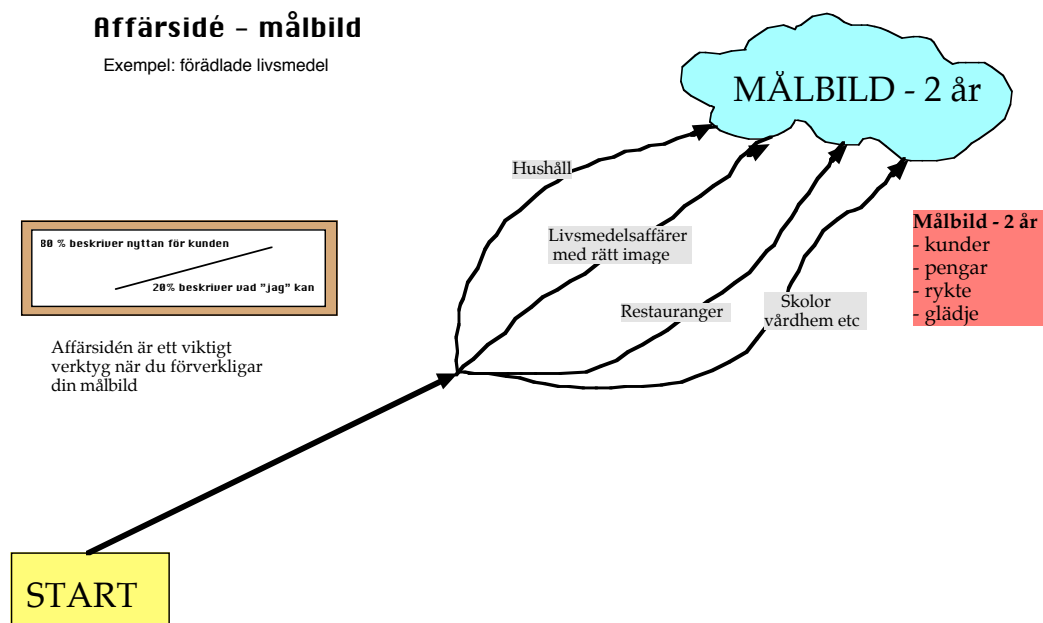 Affärsidé - målbild
Exempel: förädlade livsmedel
MÅLBILD - 2 år
Hushåll
Livsmedelsaffärer
med rätt image
Restauranger
Skolor
vårdhem etc
Målbild - 2 år
- kunder
- pengar
- rykte
- glädje
80 % beskriver nyttan för kunden
20% beskriver vad "jag" kan
Affärsidén är ett viktigt
verktyg när du förverkligar
din målbild
START